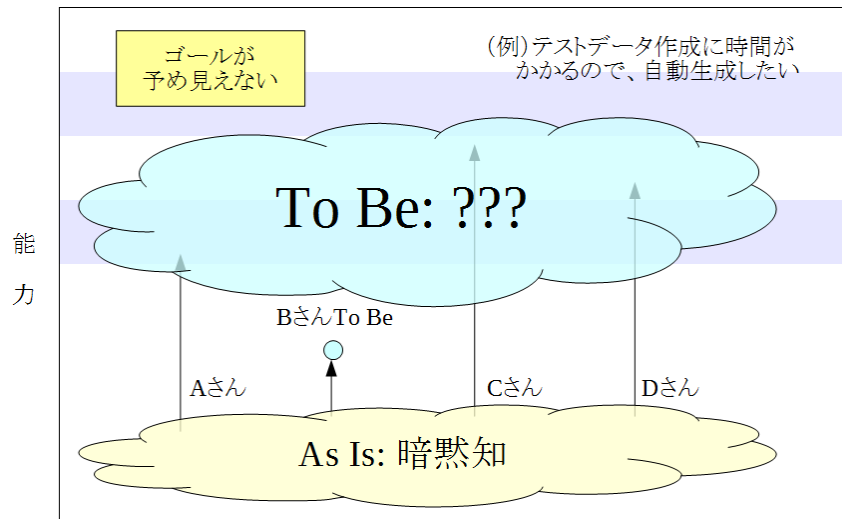 ゴールが
予め見えない
（例）テストデータ作成に時間が
かかるので、自動生成したい
To Be: ???
能
力
BさんTo Be
Aさん
Cさん
Dさん
As Is: 暗黙知